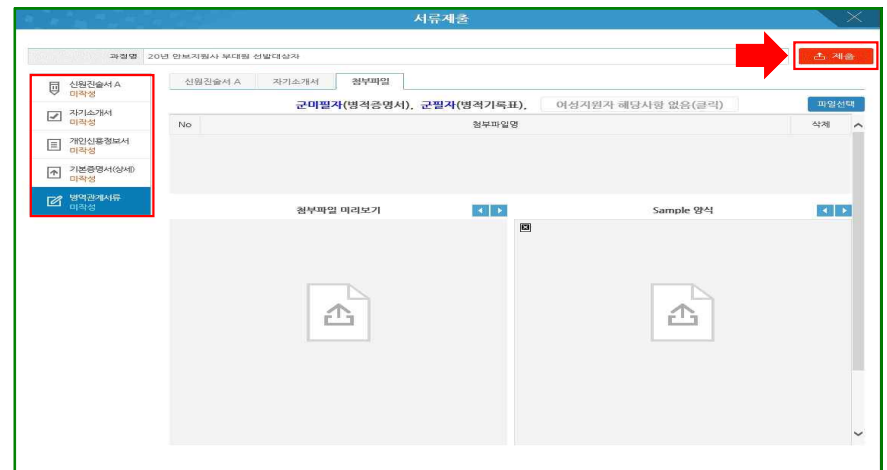 서류제출
과정명 20년 안보지원사 부대원 선발대상자
제출
신원진술서 A
미작성
자기소개서
미작성
개인신용정보서
미작성
기본증명서(상세)
미작성
병역관계서류
미작성
신원진술서 A 자기소개서 첨부파일
군미필자(병적증명서), 군필자(병적기록표), 여성지원자 해당사항 없음(클릭) 파일선택
No 첨부파일명 삭제
첨부파일 미리보기 Sample 양식